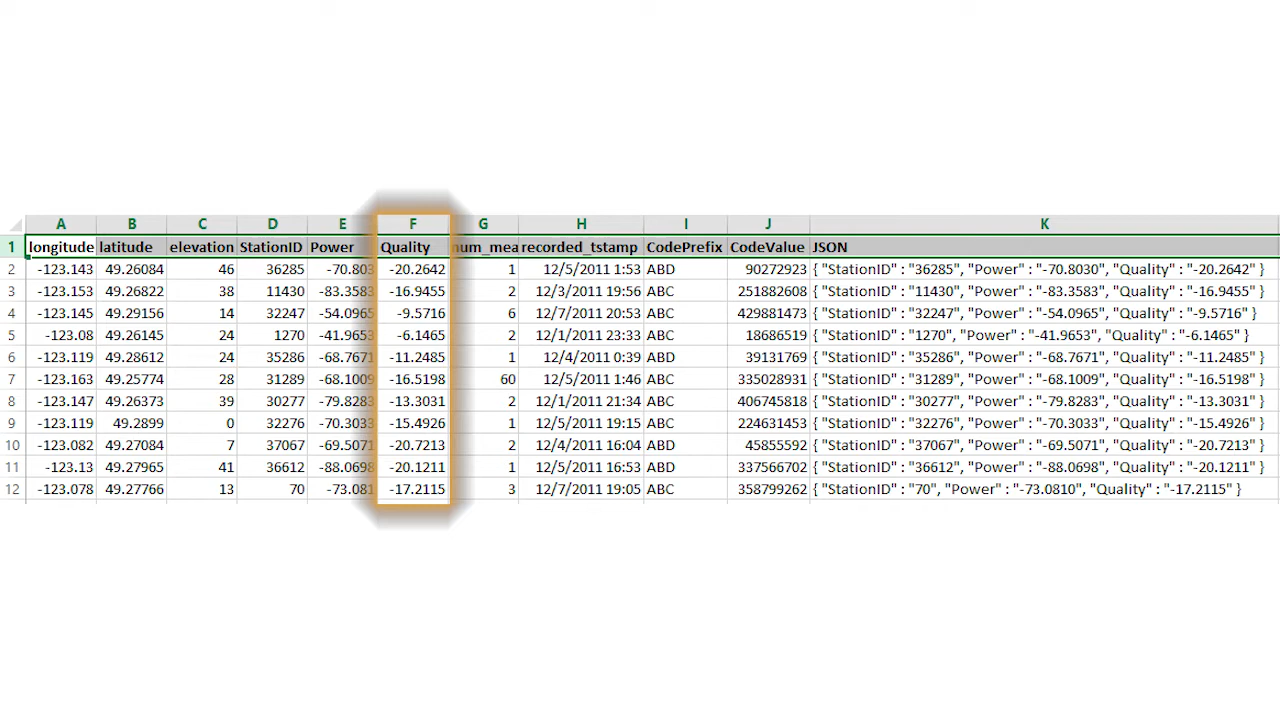 A B C D E F G H I J K
1 longitude latitude elevation StationID Power Quality num_mea recorded_tstamp CodePrefix CodeValue JSON
2 -123.143 49.26084 46 36285 -70.803 -20.2642 1 12/5/2011 1:53 ABD 90272923 { "StationID" : "36285", "Power" : "-70.8030", "Quality" : "-20.2642" }
3 -123.153 49.26822 38 11430 -83.3583 -16.9455 2 12/3/2011 19:56 ABC 251882608 { "StationID" : "11430", "Power" : "-83.3583", "Quality" : "-16.9455" }
4 -123.145 49.29156 14 32247 -54.0965 -9.5716 6 12/7/2011 20:53 ABC 429881473 { "StationID" : "32247", "Power" : "-54.0965", "Quality" : "-9.5716" }
5 -123.08 49.26145 24 1270 -41.9653 -6.1465 2 12/1/2011 23:33 ABC 18686519 { "StationID" : "1270", "Power" : "-41.9653", "Quality" : "-6.1465" }
6 -123.119 49.28612 24 35286 -68.7671 -11.2485 1 12/4/2011 0:39 ABD 39131769 { "StationID" : "35286", "Power" : "-68.7671", "Quality" : "-11.2485" }
7 -123.163 49.25774 28 31289 -68.1009 -16.5198 60 12/5/2011 1:46 ABC 335028931 { "StationID" : "31289", "Power" : "-68.1009", "Quality" : "-16.5198" }
8 -123.147 49.26373 39 30277 -79.8283 -13.3031 2 12/1/2011 21:34 ABC 406745818 { "StationID" : "30277", "Power" : "-79.8283", "Quality" : "-13.3031" }
9 -123.119 49.2899 0 32276 -70.3033 -15.4926 1 12/5/2011 19:15 ABC 224631453 { "StationID" : "32276", "Power" : "-70.3033", "Quality" : "-15.4926" }
10 -123.082 49.27084 7 37067 -69.5071 -20.7213 2 12/4/2011 16:04 ABD 45855592 { "StationID" : "37067", "Power" : "-69.5071", "Quality" : "-20.7213" }
11 -123.13 49.27965 41 36612 -88.0698 -20.1211 1 12/5/2011 16:53 ABD 337566702 { "StationID" : "36612", "Power" : "-88.0698", "Quality" : "-20.1211" }
12 -123.078 49.27766 13 70 -73.081 -17.2115 3 12/7/2011 19:05 ABC 358799262 { "StationID" : "70", "Power" : "-73.0810", "Quality" : "-17.2115" }